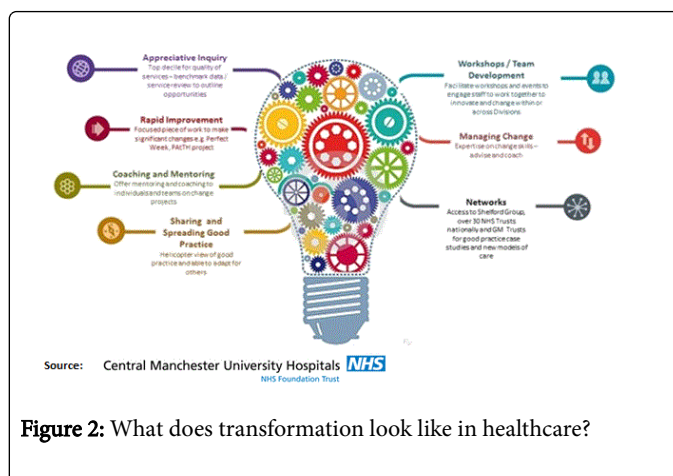 Appreciative Inquiry
Top decile for quality of
services – benchmark data /
service review to outline
opportunities
Rapid Improvement
Focused piece of work to make
significant changes e.g. Perfect
Week, PAcTH project
Coaching and Mentoring
Offer mentoring and coaching to
individuals and teams on change
projects
Sharing and
Spreading Good
Practice
Helicopter view of good
practice and able to adapt for
others
Workshops / Team
Development
Facilitate workshops and events to
engage staff to work together to
innovate and change within or
across Divisions
Managing Change
Expertise on change skills –
advise and coach
Networks
Access to Shelford Group,
over 30 NHS Trusts
nationally and GM Trusts
for good practice case
studies and new models of
care
Source: Central Manchester University Hospitals NHS
NHS Foundation Trust
Figure 2: What does transformation look like in healthcare?